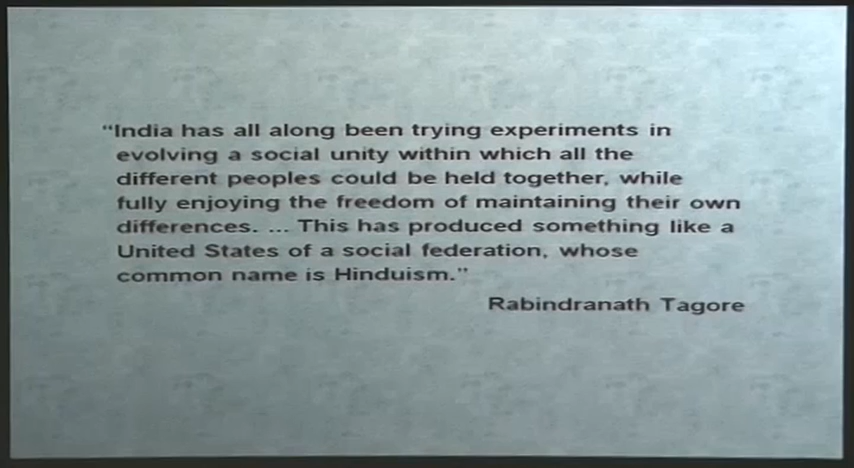 “India has all along been trying experiments in
evolving a social unity within which all the
different peoples could be held together, while
fully enjoying the freedom of maintaining their own
differences. ... This has produced something like a
United States of a social federation, whose
common name is Hinduism.”
Rabindranath Tagore